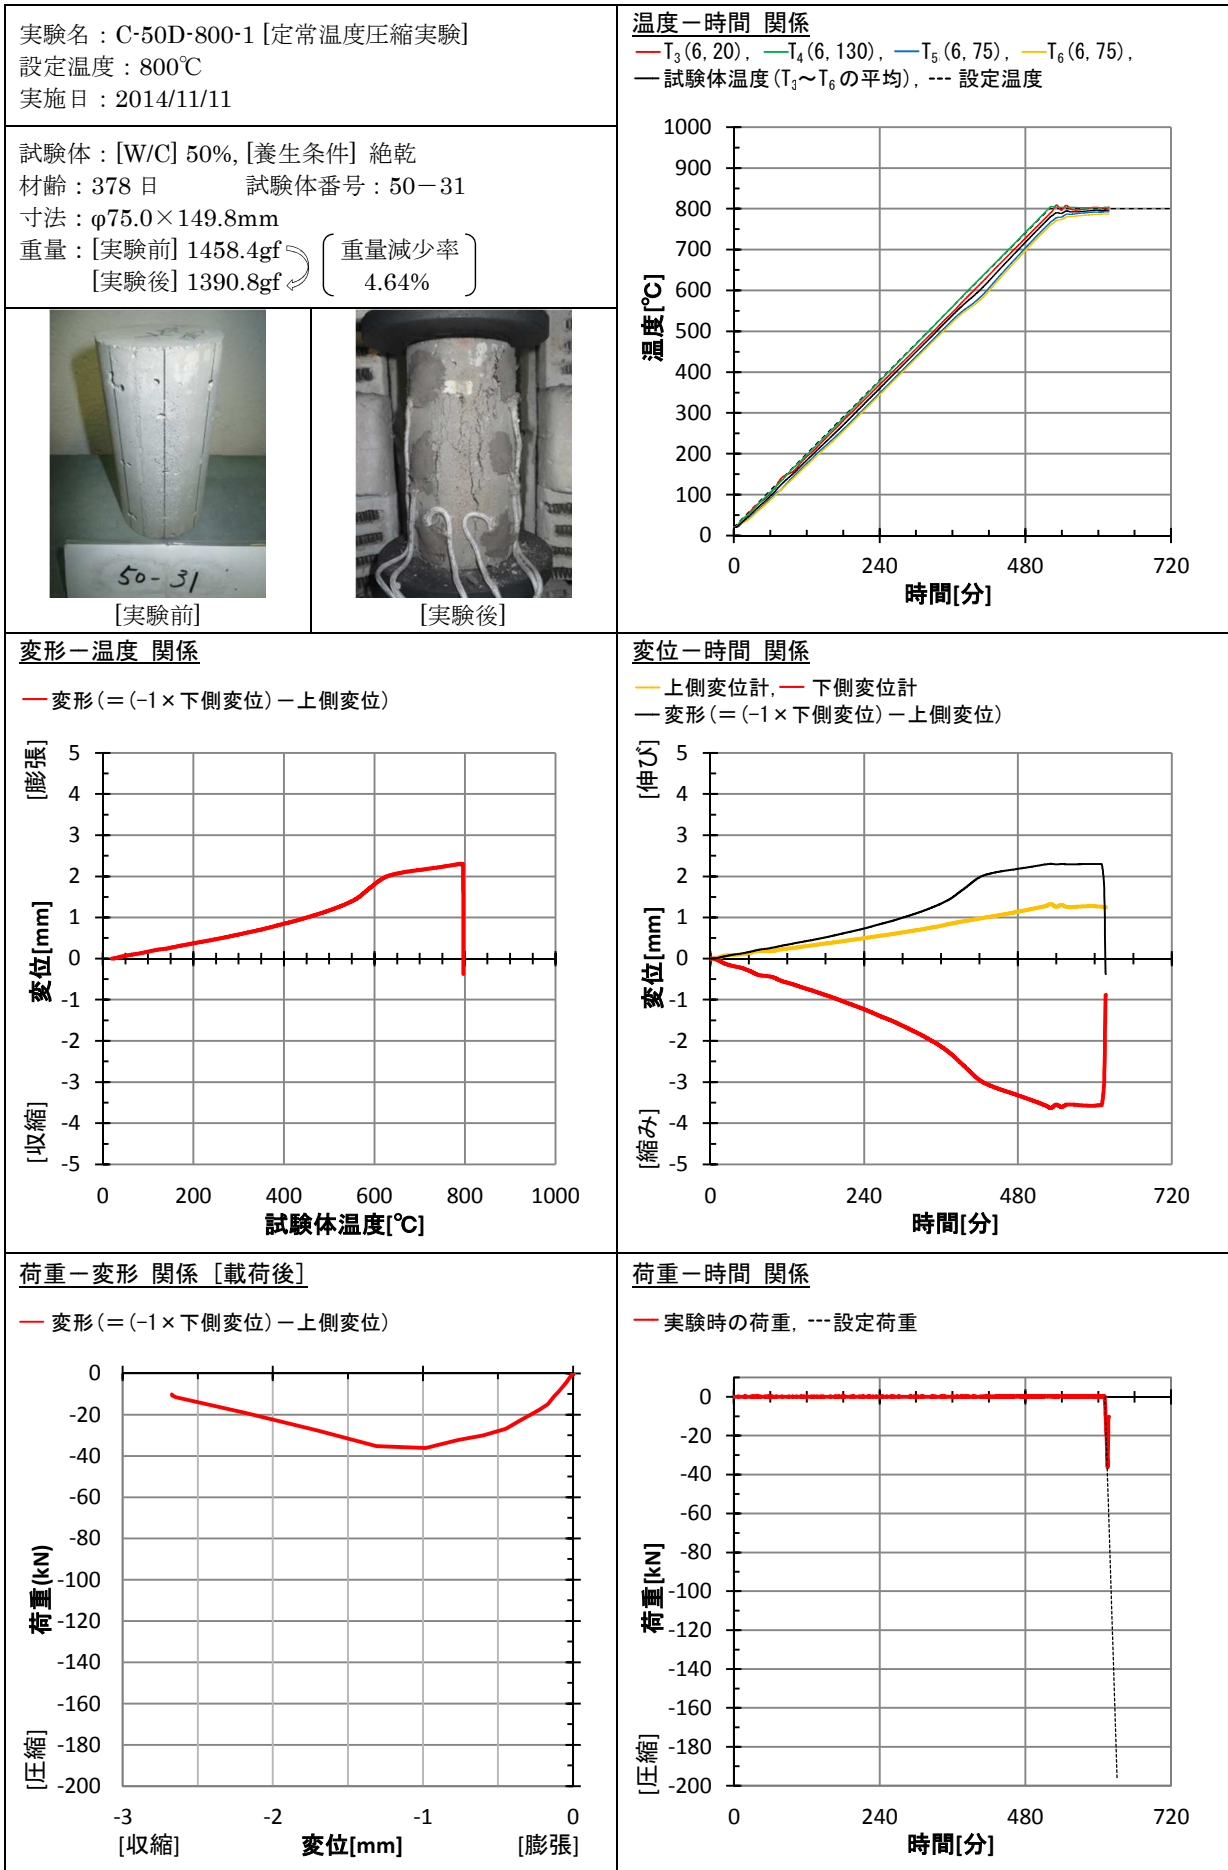 実験名：C-50D-800-1 [定常温度圧縮実験]
設定温度：800℃
実施日：2014/11/11
試験体：[W/C] 50%, [養生条件] 絶乾
材齢：378 日 試験体番号：50－31
寸法：φ75.0×149.8mm
重量：[実験前] 1458.4gf
[実験後] 1390.8gf
重量減少率
4.64%
50-31
[実験前]
[実験後]
温度－時間 関係
T₃(6, 20), T₄(6, 130), T₅(6, 75), T₆(6, 75),
試験体温度(T₃～T₆の平均), --- 設定温度
1000
900
800
700
600
500
400
300
200
100
0
温度[℃]
0 240 480 720
時間[分]
変形－温度 関係
変形(＝(-1×下側変位)－上側変位)
[膨張]
5
4
3
2
1
0
-1
-2
-3
-4
-5
変位[mm]
[収縮]
0 200 400 600 800 1000
試験体温度[℃]
変位－時間 関係
上側変位計, 下側変位計
変形(＝(-1×下側変位)－上側変位)
[伸び]
5
4
3
2
1
0
-1
-2
-3
-4
-5
変位[mm]
[縮み]
0 240 480 720
時間[分]
荷重－変形 関係 [載荷後]
変形(＝(-1×下側変位)－上側変位)
0
-20
-40
-60
-80
-100
-120
-140
-160
-180
-200
荷重(kN)
[圧縮]
-3 -2 -1 0
[収縮] 変位[mm] [膨張]
荷重－時間 関係
実験時の荷重, ---設定荷重
0
-20
-40
-60
-80
-100
-120
-140
-160
-180
-200
荷重[kN]
[圧縮]
0 240 480 720
時間[分]